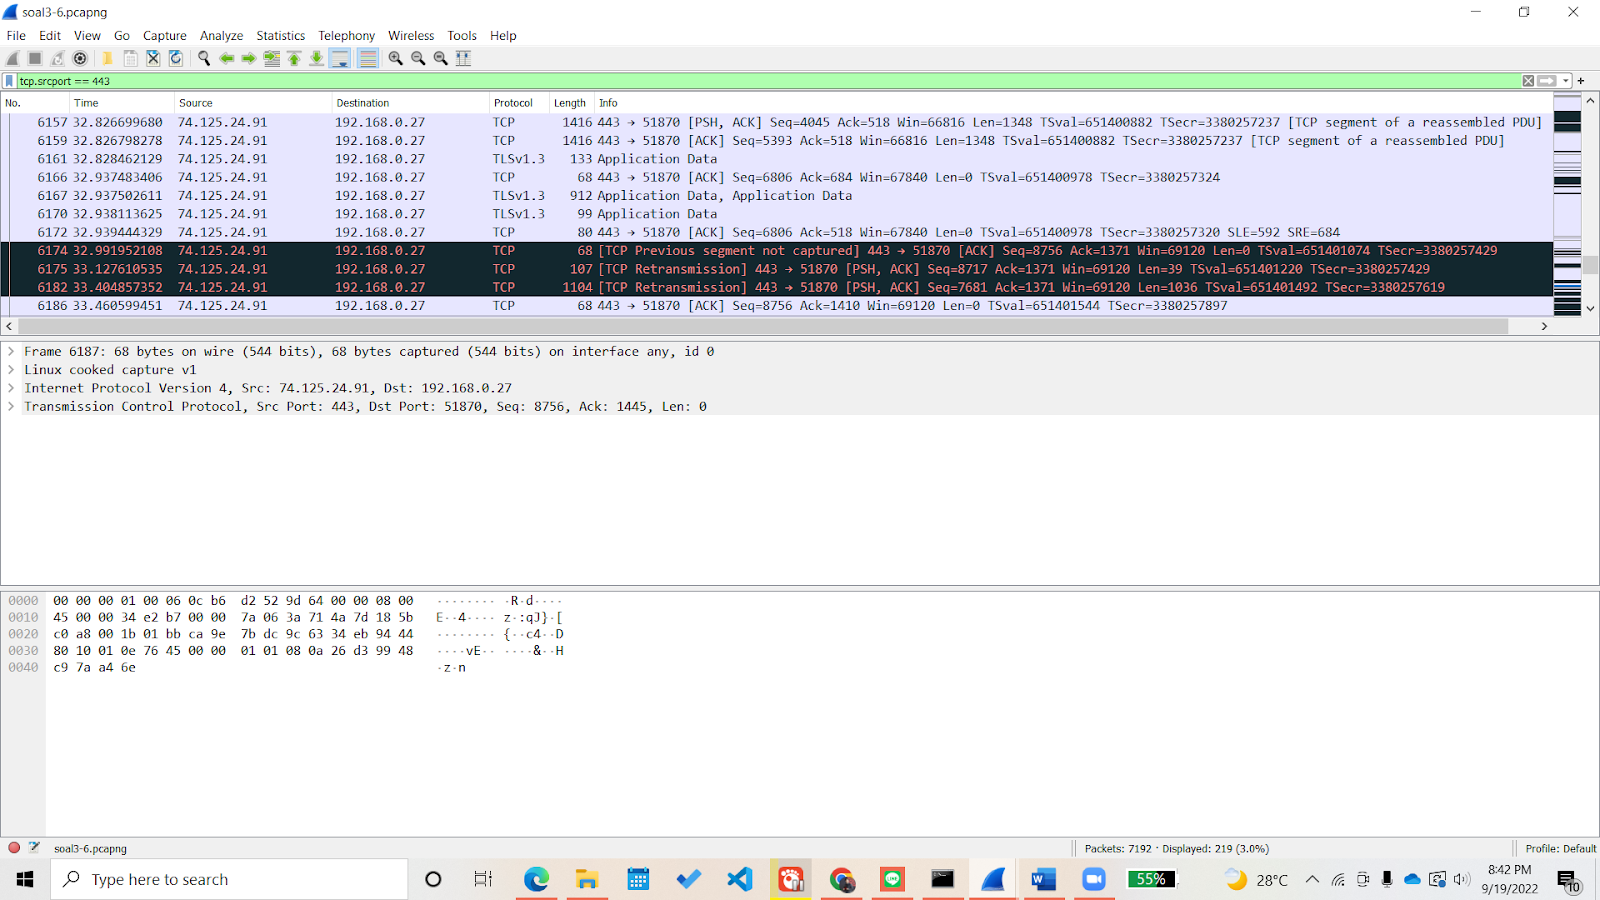 soal3-6.pcapng
File Edit View Go Capture Analyze Statistics Telephony Wireless Tools Help
tcp.srcport == 443
No. Time Source Destination Protocol Length Info
6157 32.826699680 74.125.24.91 192.168.0.27 TCP 1416 443 → 51870 [PSH, ACK] Seq=4045 Ack=518 Win=66816 Len=1348 TSval=651400882 TSecr=3380257237 [TCP segment of a reassembled PDU]
6159 32.826798278 74.125.24.91 192.168.0.27 TCP 1416 443 → 51870 [ACK] Seq=5393 Ack=518 Win=66816 Len=1348 TSval=651400882 TSecr=3380257237 [TCP segment of a reassembled PDU]
6161 32.828462129 74.125.24.91 192.168.0.27 TLSv1.3 133 Application Data
6166 32.937483406 74.125.24.91 192.168.0.27 TCP 68 443 → 51870 [ACK] Seq=6806 Ack=684 Win=67840 Len=0 TSval=651400978 TSecr=3380257324
6167 32.937502611 74.125.24.91 192.168.0.27 TLSv1.3 912 Application Data, Application Data
6170 32.938113625 74.125.24.91 192.168.0.27 TLSv1.3 99 Application Data
6172 32.939444329 74.125.24.91 192.168.0.27 TCP 80 443 → 51870 [ACK] Seq=6806 Ack=518 Win=67840 Len=0 TSval=651400978 TSecr=3380257320 SLE=592 SRE=684
6174 32.991952108 74.125.24.91 192.168.0.27 TCP 68 [TCP Previous segment not captured] 443 → 51870 [ACK] Seq=8756 Ack=1371 Win=69120 Len=0 TSval=651401074 TSecr=3380257429
6175 33.127610535 74.125.24.91 192.168.0.27 TCP 107 [TCP Retransmission] 443 → 51870 [PSH, ACK] Seq=8717 Ack=1371 Win=69120 Len=39 TSval=651401220 TSecr=3380257429
6182 33.404857352 74.125.24.91 192.168.0.27 TCP 1104 [TCP Retransmission] 443 → 51870 [PSH, ACK] Seq=7681 Ack=1371 Win=69120 Len=1036 TSval=651401492 TSecr=3380257619
6186 33.460599451 74.125.24.91 192.168.0.27 TCP 68 443 → 51870 [ACK] Seq=8756 Ack=1410 Win=69120 Len=0 TSval=651401544 TSecr=3380257897
Frame 6187: 68 bytes on wire (544 bits), 68 bytes captured (544 bits) on interface any, id 0
Linux cooked capture v1
Internet Protocol Version 4, Src: 74.125.24.91, Dst: 192.168.0.27
Transmission Control Protocol, Src Port: 443, Dst Port: 51870, Seq: 8756, Ack: 1445, Len: 0
0000 00 00 00 01 00 06 0c b6 d2 52 9d 64 00 00 08 00 ········ ·R·d····
0010 45 00 00 34 e2 b7 00 00 7a 06 3a 71 4a 7d 18 5b E··4···· z·:qJ}·[
0020 c0 a8 00 1b 01 bb ca 9e 7b dc 9c 63 34 eb 94 44 ········ {··c4··D
0030 80 10 01 0e 76 45 00 00 01 01 08 0a 26 d3 99 48 ····vE·· ····&··H
0040 c9 7a a4 6e ·z·n
soal3-6.pcapng
Packets: 7192 · Displayed: 219 (3.0%)
Profile: Default
Type here to search
55%
28°C
8:42 PM
9/19/2022
10